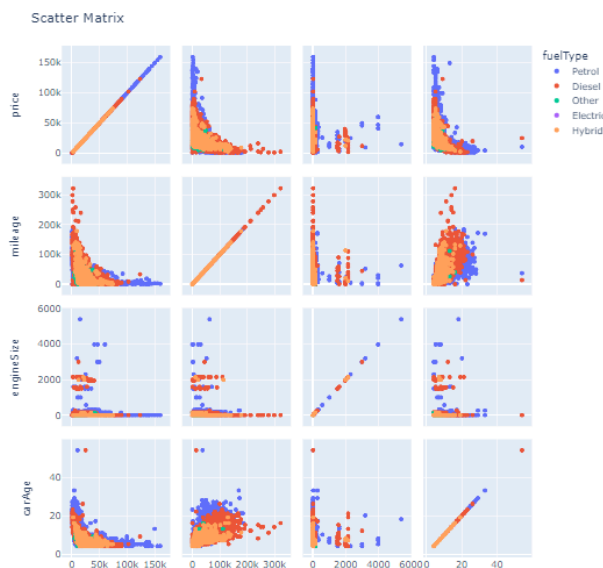 Scatter Matrix
fuelType
Petrol
Diesel
Other
Electric
Hybrid
price
150k
100k
50k
0
mileage
300k
200k
100k
0
engineSize
6000
4000
2000
0
carAge
40
20
0
0 50k 100k 150k
0 100k 200k 300k
0 2000 4000 6000
0 20 40